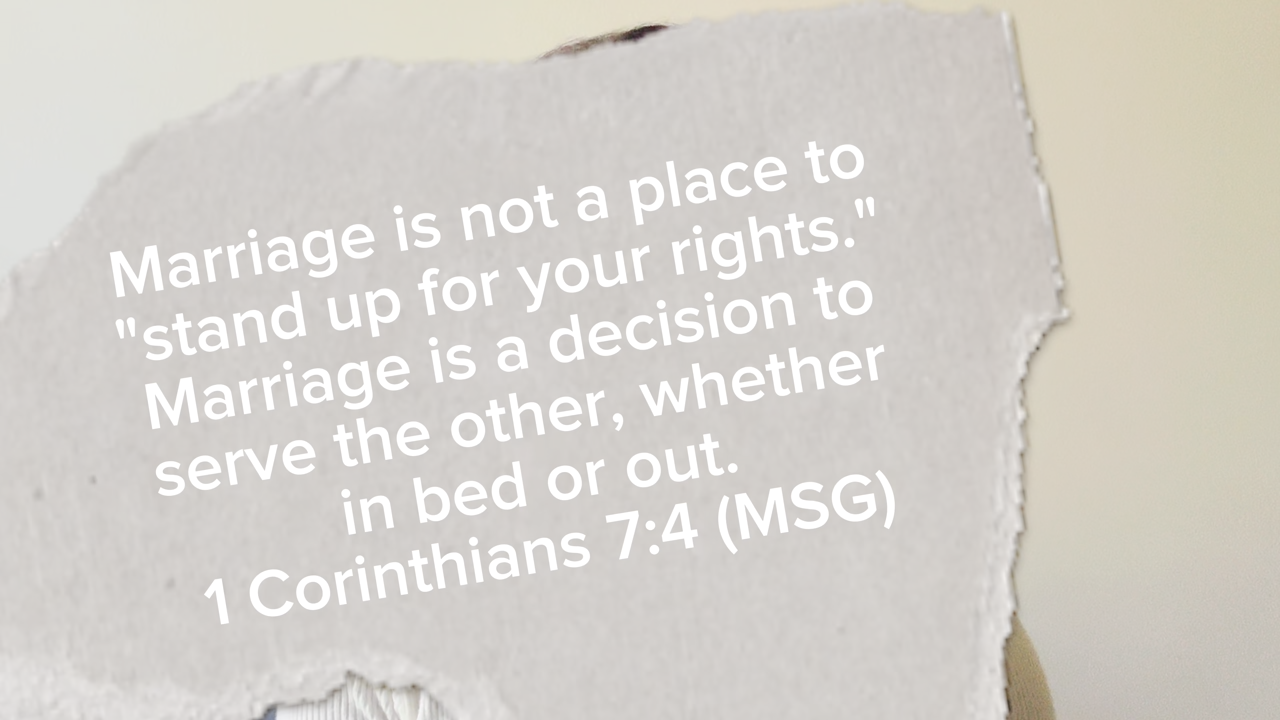 Marriage is not a place to
"stand up for your rights."
Marriage is a decision to
serve the other, whether
in bed or out.
1 Corinthians 7:4 (MSG)